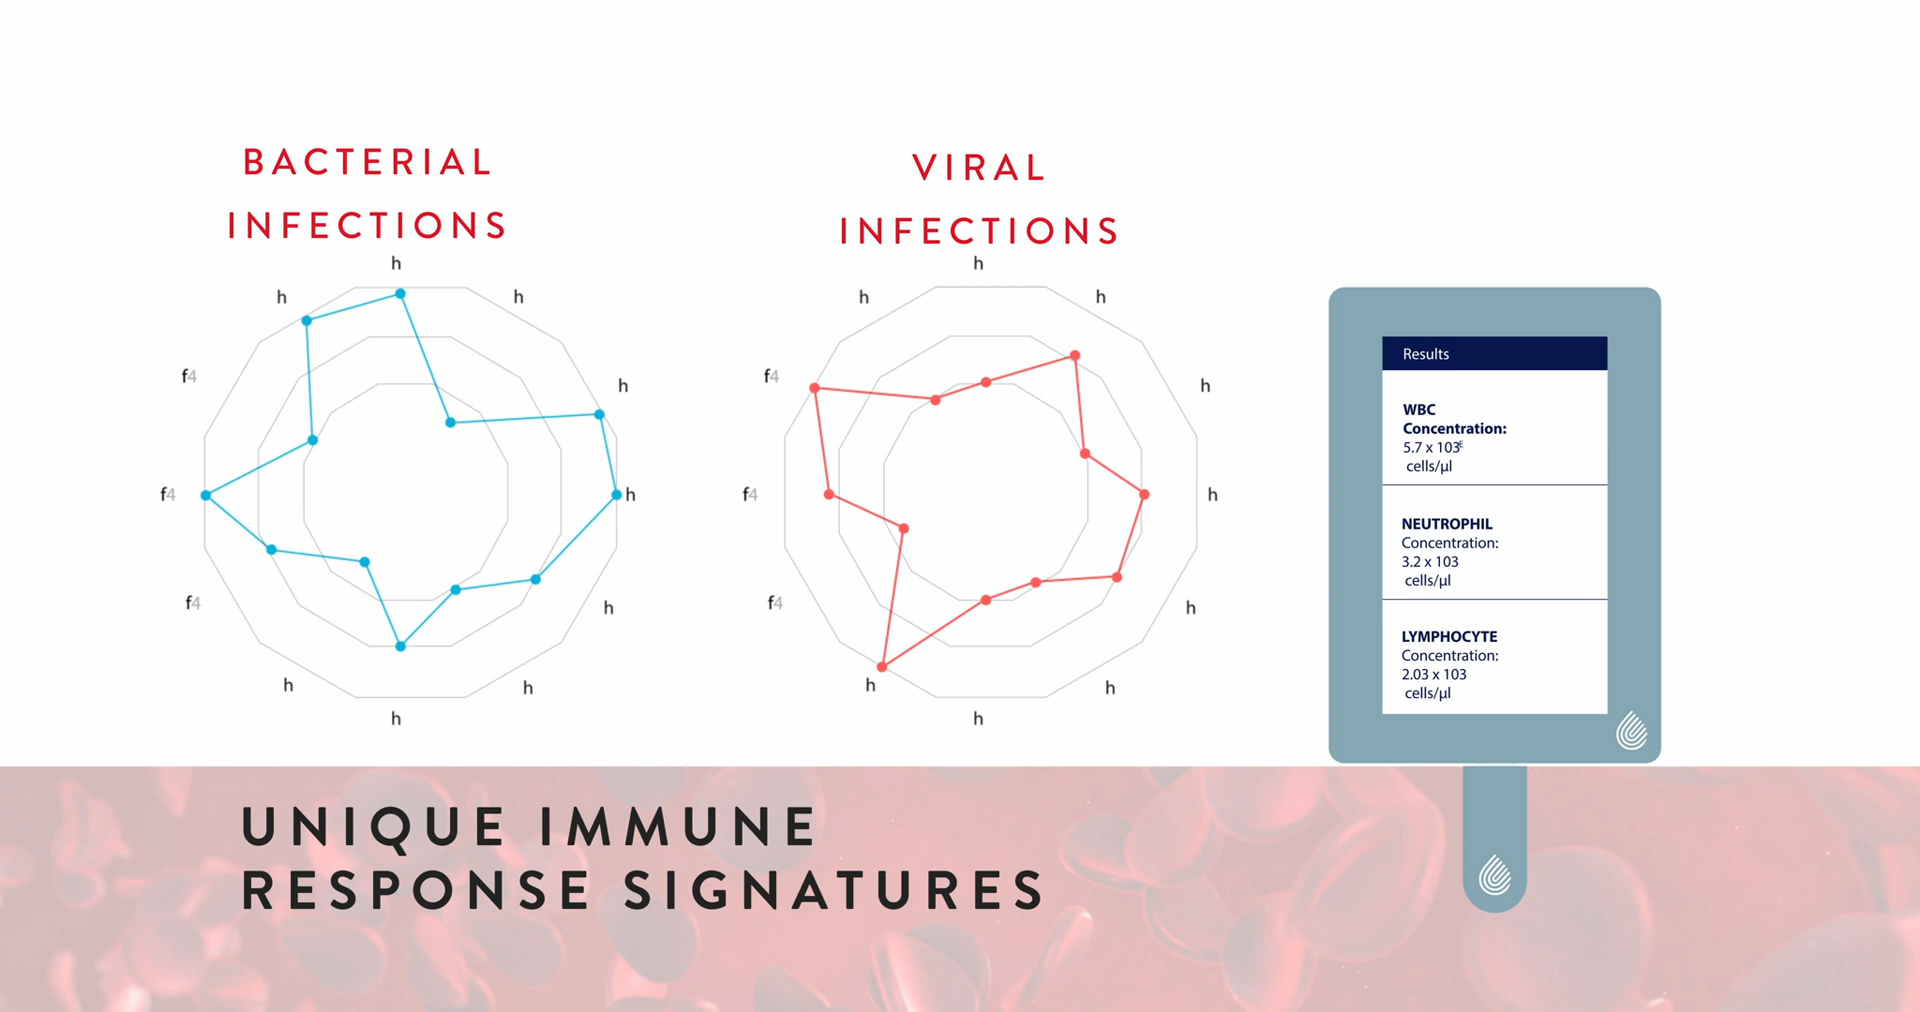 BACTERIAL
INFECTIONS
h
h
h
f4
h
f4
h
f4
h
h
h
h
VIRAL
INFECTIONS
h
h
h
f4
h
f4
h
f4
h
h
h
h
Results
WBC
Concentration:
5.7 x 103E
cells/µl
NEUTROPHIL
Concentration:
3.2 x 103
cells/µl
LYMPHOCYTE
Concentration:
2.03 x 103
cells/µl
UNIQUE IMMUNE
RESPONSE SIGNATURES